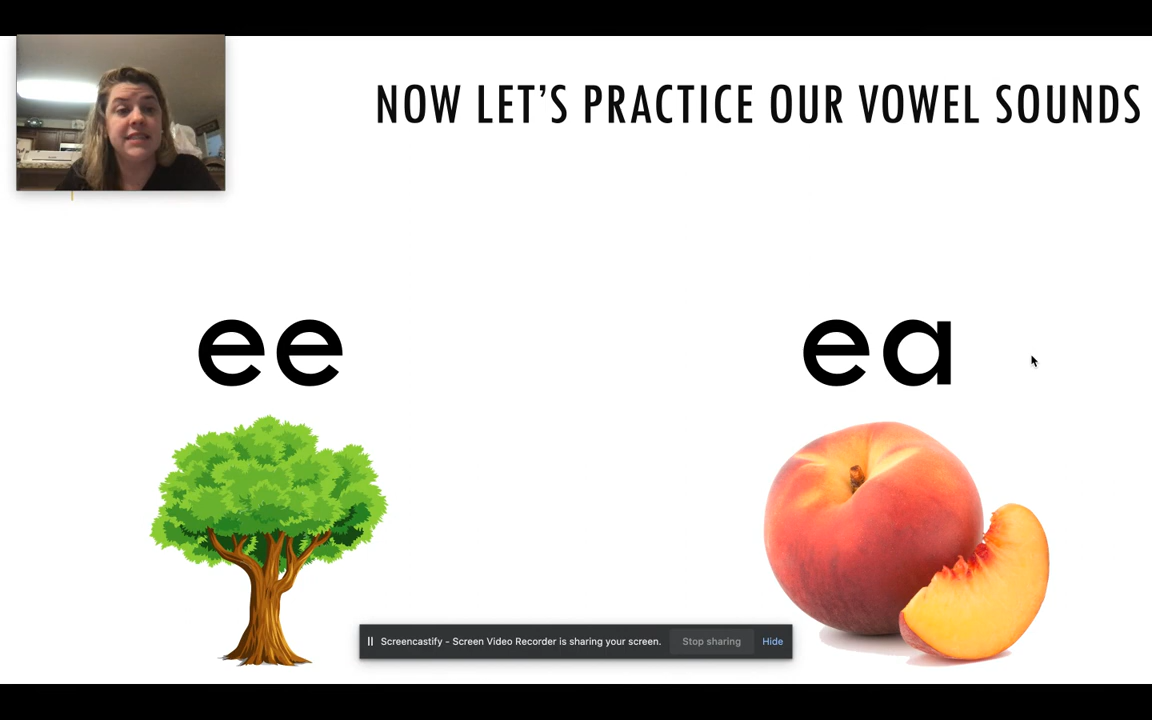 NOW LET'S PRACTICE OUR VOWEL SOUNDS
ee
ea
Screencastify - Screen Video Recorder is sharing your screen.
Stop sharing
Hide